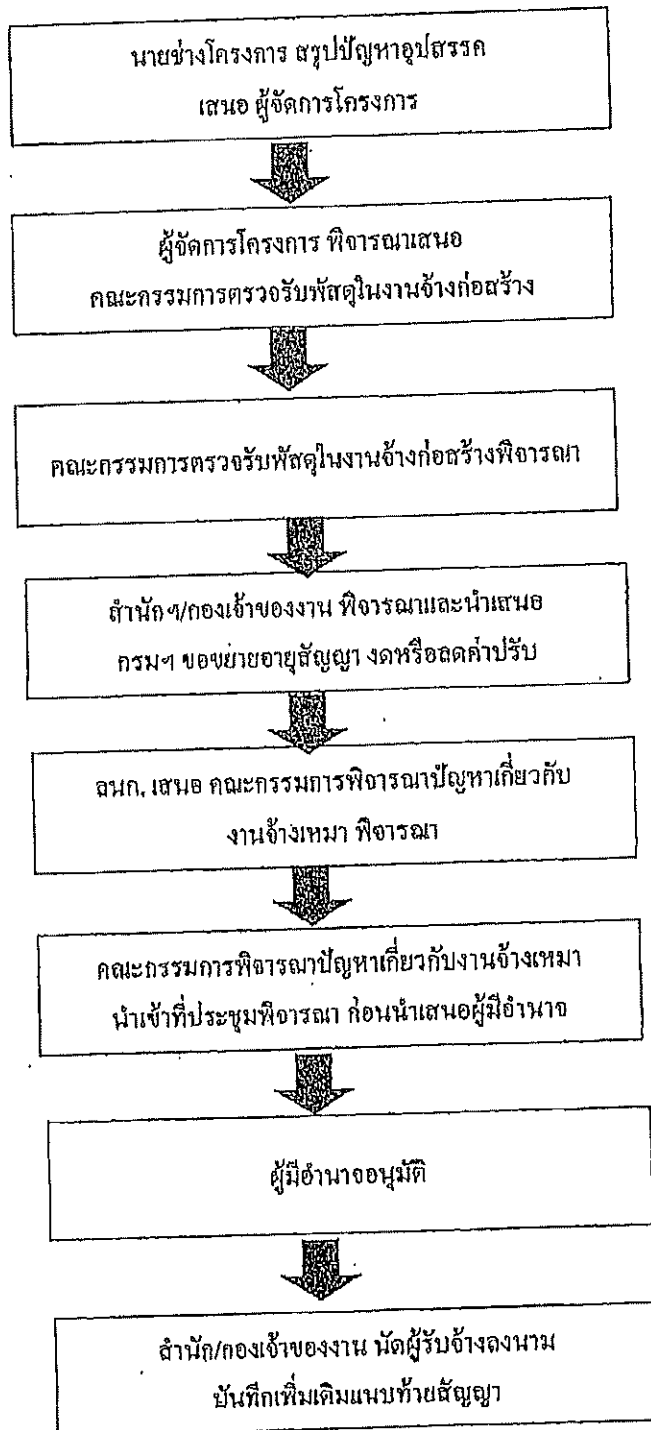 นายช่างโครงการ สรุปปัญหาอุปสรรค
เสนอ ผู้จัดการโครงการ
ผู้จัดการโครงการ พิจารณาเสนอ
คณะกรรมการตรวจรับพัสดุในงานจ้างก่อสร้าง
คณะกรรมการตรวจรับพัสดุในงานจ้างก่อสร้างพิจารณา
สำนักฯ/กองเจ้าของงาน พิจารณาและนำเสนอ
กรมฯ ขอขยายอายุสัญญา งดหรือลดค่าปรับ
ลนก. เสนอ คณะกรรมการพิจารณาปัญหาเกี่ยวกับ
งานจ้างเหมา พิจารณา
คณะกรรมการพิจารณาปัญหาเกี่ยวกับงานจ้างเหมา
นำเข้าที่ประชุมพิจารณา ก่อนนำเสนอผู้มีอำนาจ
ผู้มีอำนาจอนุมัติ
สำนัก/กองเจ้าของงาน นัดผู้รับจ้างลงนาม
บันทึกเพิ่มเติมแนบท้ายสัญญา